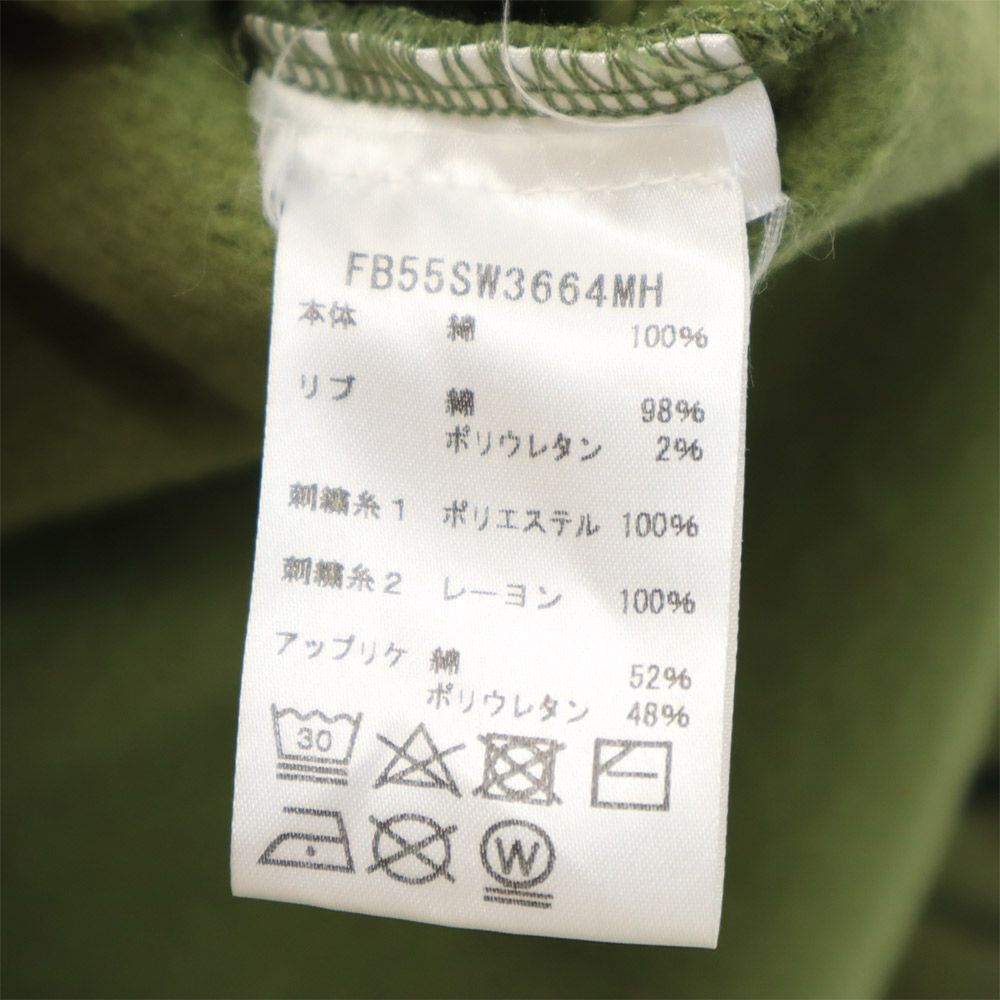 FB55SW3664MH
本体 綿 100%
リブ 綿 98%
ポリウレタン 2%
刺繍糸1 ポリエステル 100%
刺繍糸2 レーヨン 100%
アップリケ 綿 52%
ポリウレタン 48%
30
W